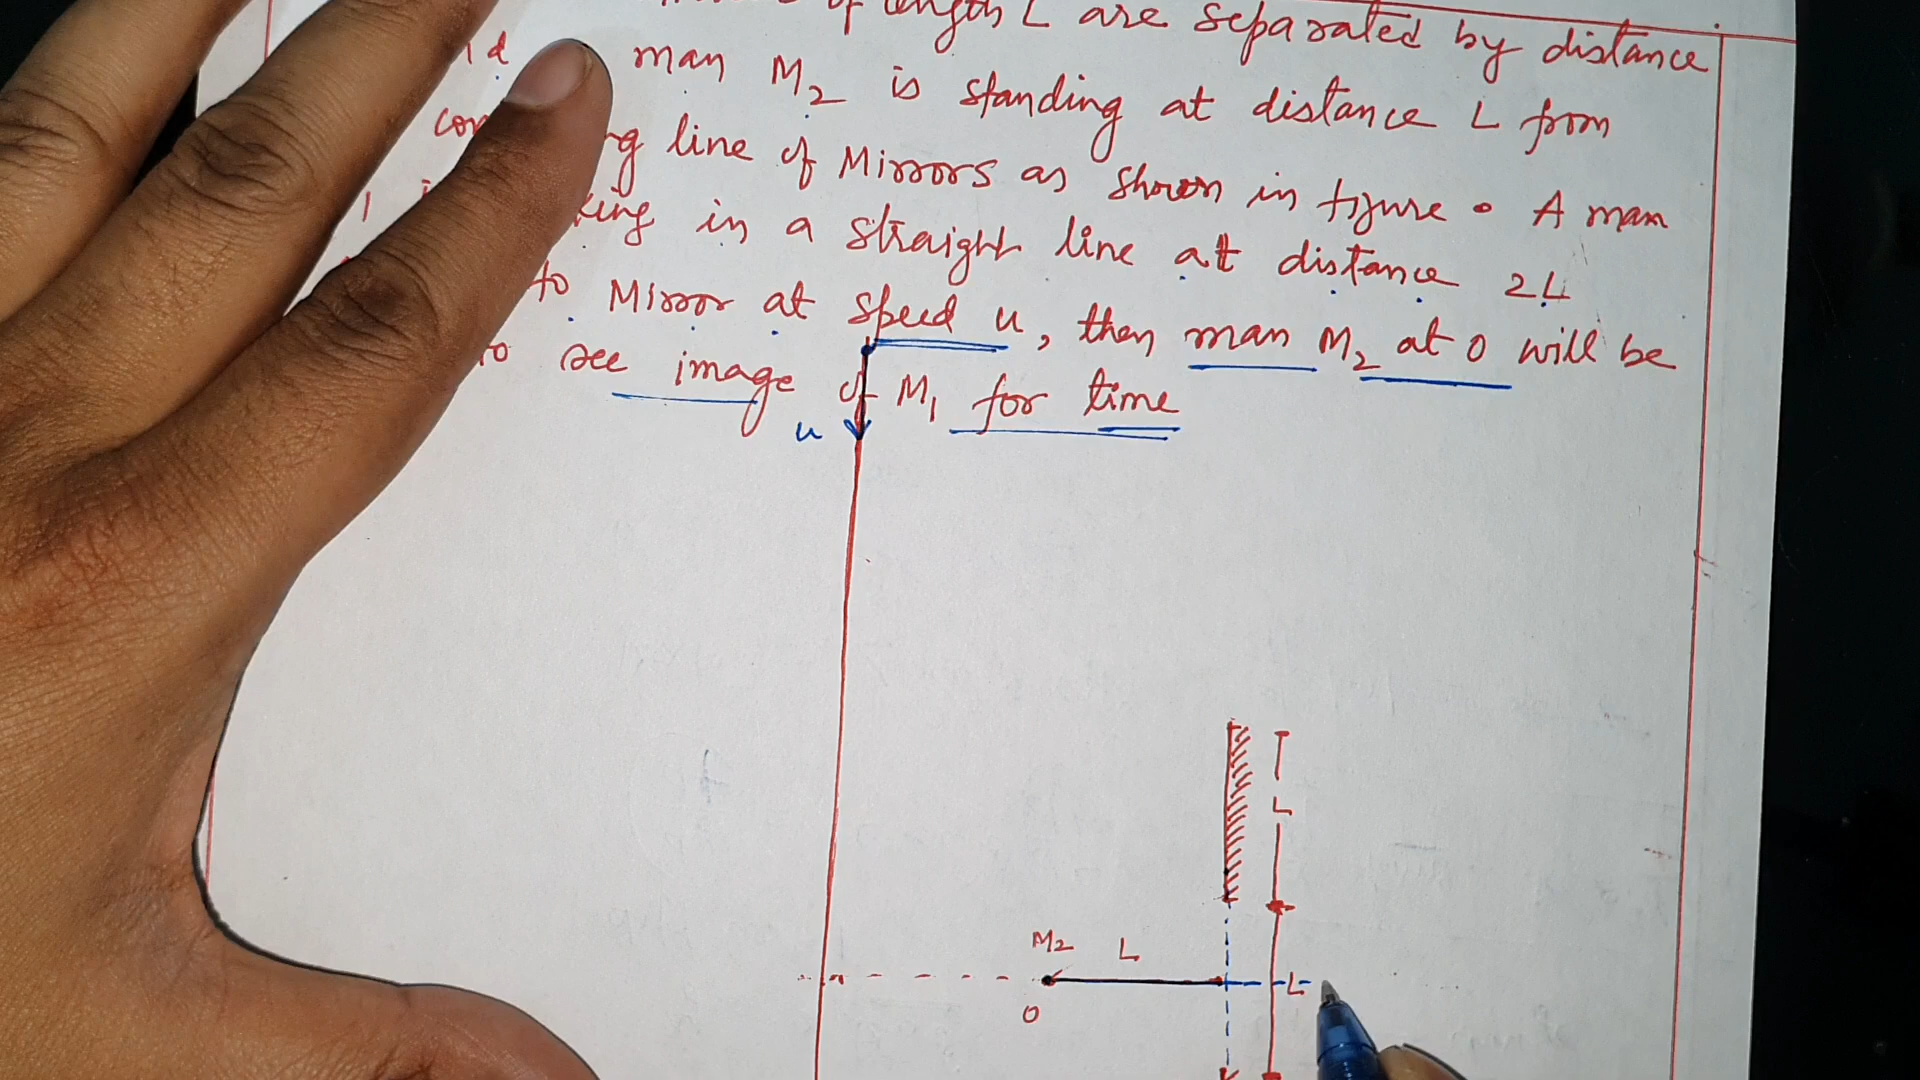 of length L are separated by distance
d man M2 is standing at distance L from
line of Mirrors as shown in figure. A man
in a straight line at distance 2L
to Mirror at speed u, then man M2 at O will be
to see image of M1 for time
u
L
M2 L
L
O